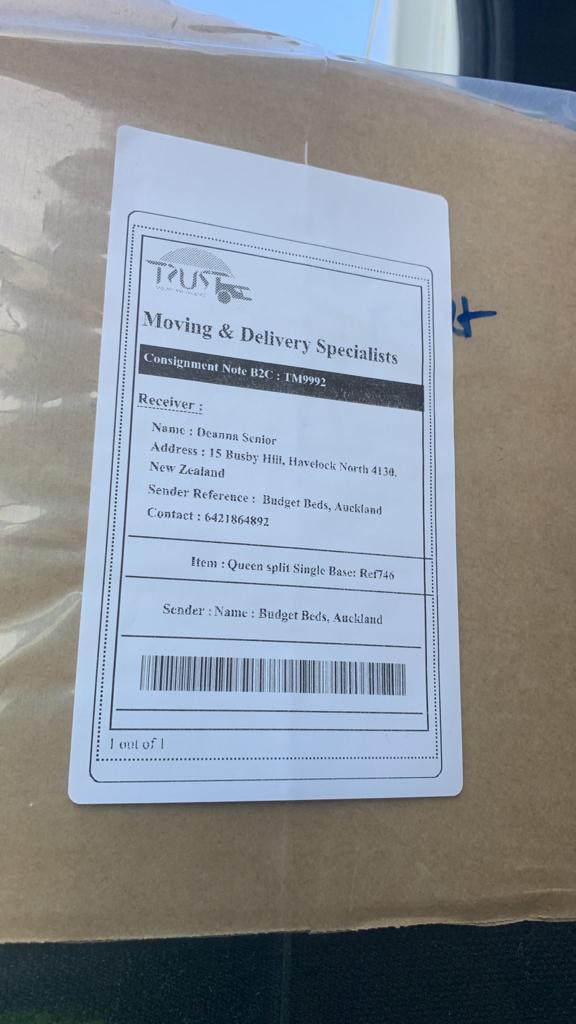 TRUST
Moving & Delivery Specialists
Consignment Note B2C : TM9992
Receiver :
Name : Deanna Senior
Address : 15 Busby Hill, Havelock North 4130,
New Zealand
Sender Reference : Budget Beds, Auckland
Contact : 6421864892
Item : Queen split Single Base: Ref746
Sender : Name : Budget Beds, Auckland
1 out of 1